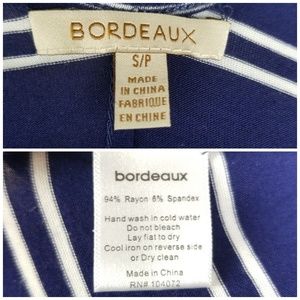 BORDEAUX
S/P
MADE
IN CHINA
FABRIQUE
EN CHINE
bordeaux
94% Rayon 6% Spandex
Hand wash in cold water
Do not bleach
Lay flat to dry
Cool iron on reverse side
or Dry clean
Made in China
RN# 104072